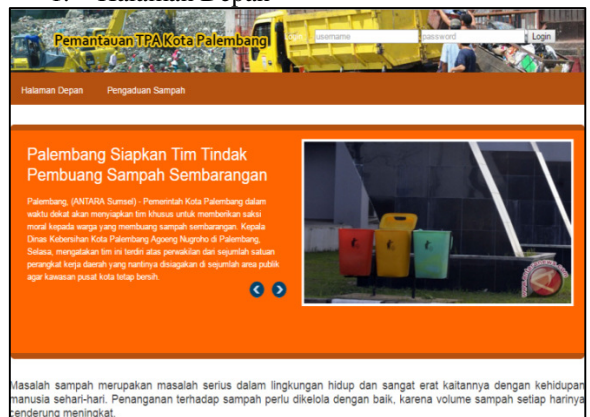 Halaman Depan
Pemantauan TPA Kota Palembang
username
password
Login
Halaman Depan
Pengaduan Sampah
Palembang Siapkan Tim Tindak
Pembuang Sampah Sembarangan
Palembang, (ANTARA Sumsel) - Pemerintah Kota Palembang dalam
waktu dekat akan menyiapkan tim khusus untuk memberikan saksi
moral kepada warga yang membuang sampah sembarangan. Kepala
Dinas Kebersihan Kota Palembang Agoeng Nugroho di Palembang,
Selasa, mengatakan tim ini terdiri atas perwakilan dari sejumlah satuan
perangkat kerja daerah yang nantinya disiagakan di sejumlah area publik
agar kawasan pusat kota tetap bersih.
Masalah sampah merupakan masalah serius dalam lingkungan hidup dan sangat erat kaitannya dengan kehidupan
manusia sehari-hari. Penanganan terhadap sampah perlu dikelola dengan baik, karena volume sampah setiap harinya
cenderung meningkat.